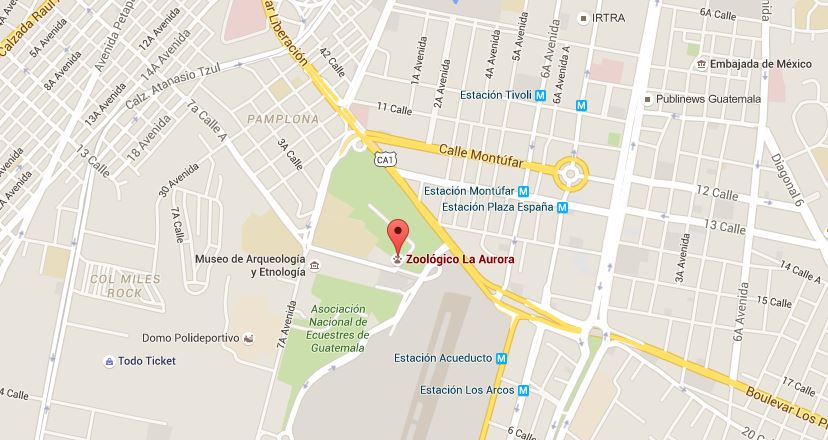 Calzada Raúl
5A Avenida
Avenida Petapa
12A Avenida
8A Avenida
14A Avenida
13A Avenida
Calz. Atanasio Tzul
13 Calle
18 Avenida
7a Calle A
30 Avenida
7A Calle
PAMPLONA
3A Calle
42 Calle
ar Liberación
COL MILES
ROCK
Museo de Arqueología
y Etnología
Domo Polideportivo
Todo Ticket
7A Avenida
Asociación
Nacional de
Ecuestres de
Guatemala
Zoológico La Aurora
CA1
1A Avenida
2A Avenida
4A Avenida
5A Avenida
6A Avenida
6A Avenida A
11 Calle
Calle Montúfar
Estación Tivoli M
M
Estación Montúfar M
Estación Plaza España M
Estación Acueducto M
Estación Los Arcos M
IRTRA
6A Calle
Embajada de México
Publinews Guatemala
Diagonal 6
12 Calle
13 Calle
3A Avenida
14 Calle A
15 Calle
6A Avenida
17 Calle
20 Calle
Boulevar Los P